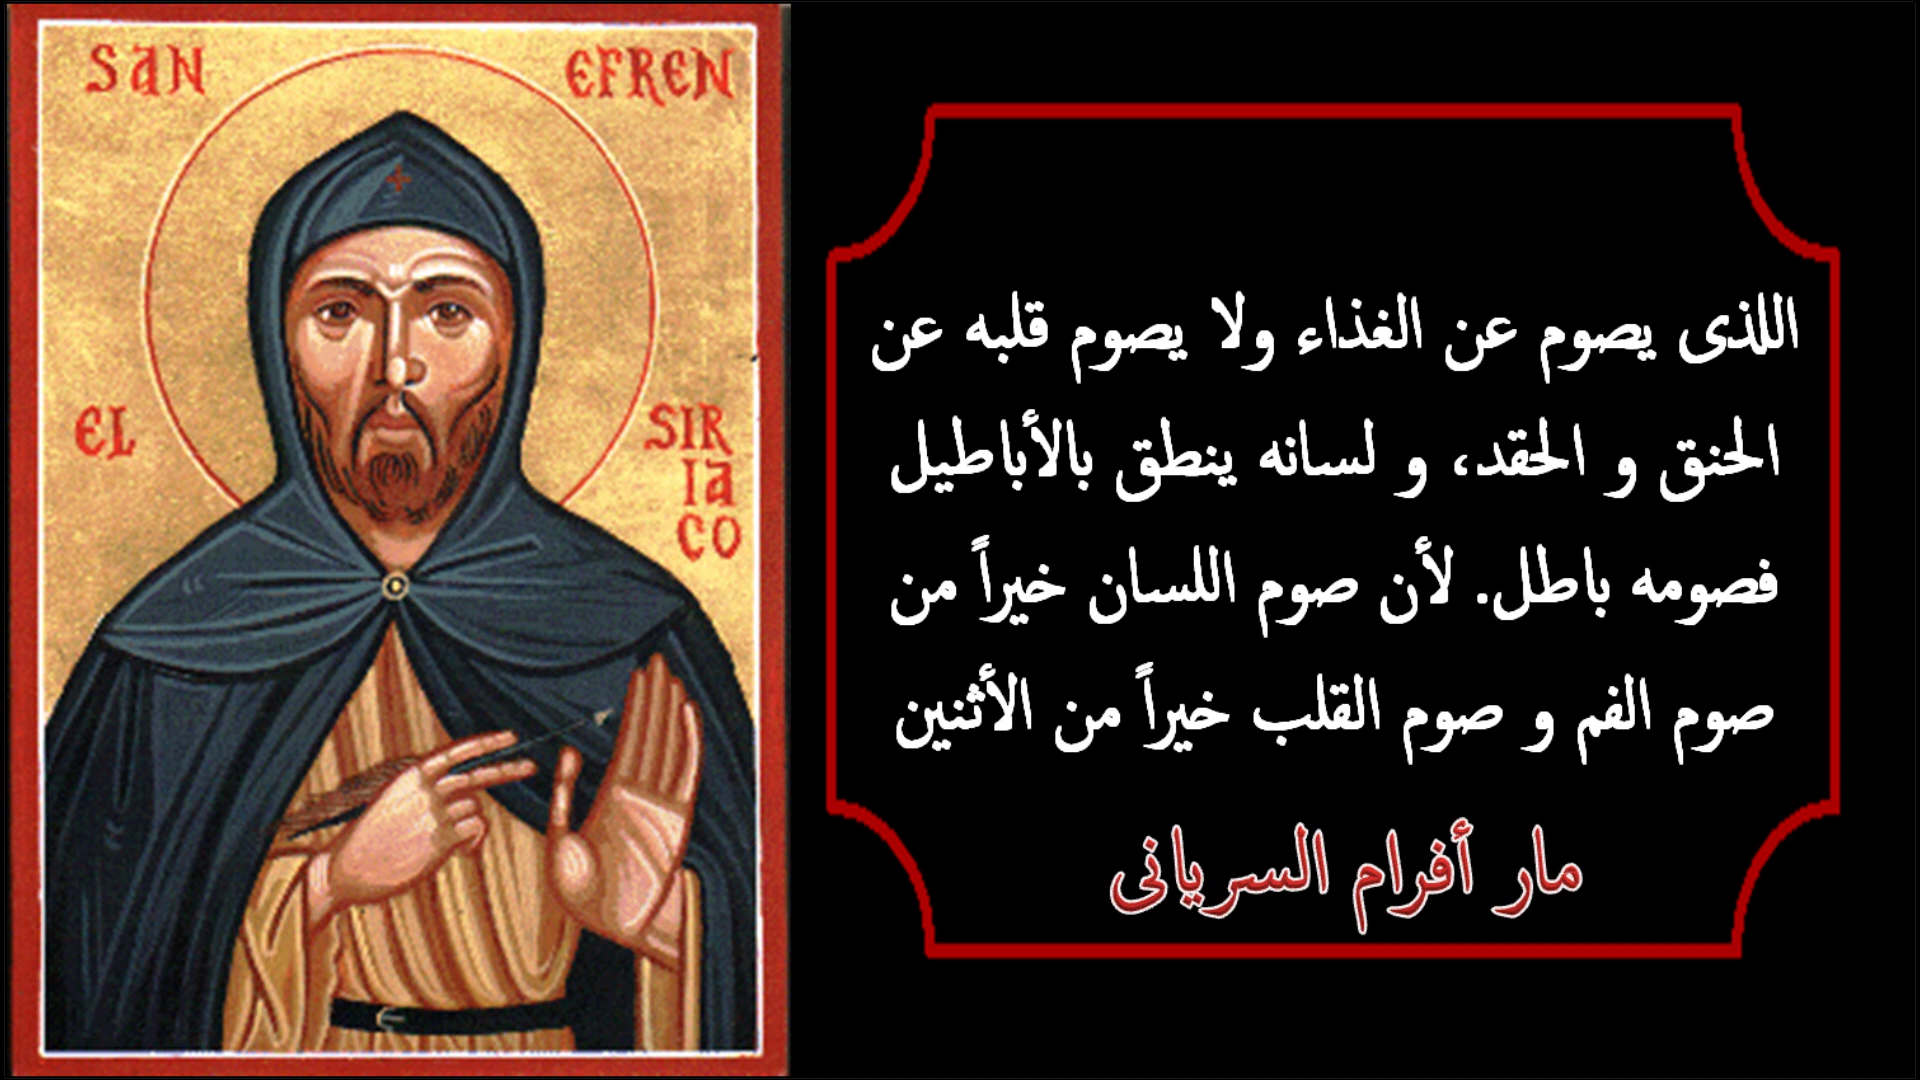 SAN EFREN
EL SIR
IA
CO
اللذى يصوم عن الغذاء ولا يصوم قلبه عن
الحنق و الحقد، و لسانه ينطق بالأباطيل
فصومه باطل. لأن صوم اللسان خيراً من
صوم الفم و صوم القلب خيراً من الأثنين
مار أفرام السريانى